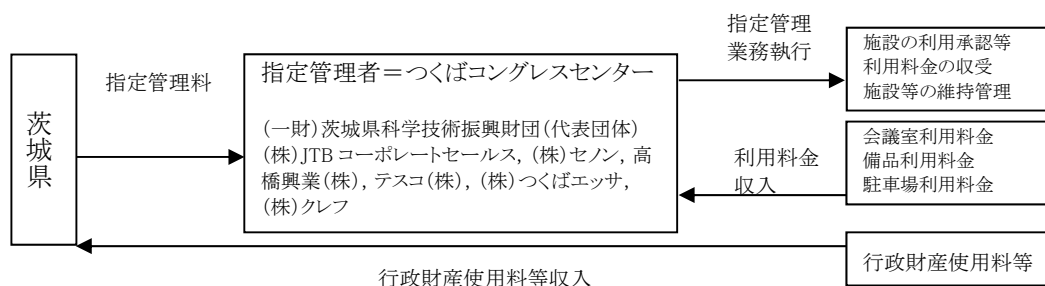 茨城県
指定管理料
指定管理者＝つくばコングレスセンター
(一財)茨城県科学技術振興財団(代表団体)
(株)JTBコーポレートセールス，(株)セノン，高
橋興業(株)，テスコ(株)，(株)つくばエッサ，
(株)クレフ
指定管理
業務執行
施設の利用承認等
利用料金の収受
施設等の維持管理
利用料金
収入
会議室利用料金
備品利用料金
駐車場利用料金
行政財産使用料等
行政財産使用料等収入